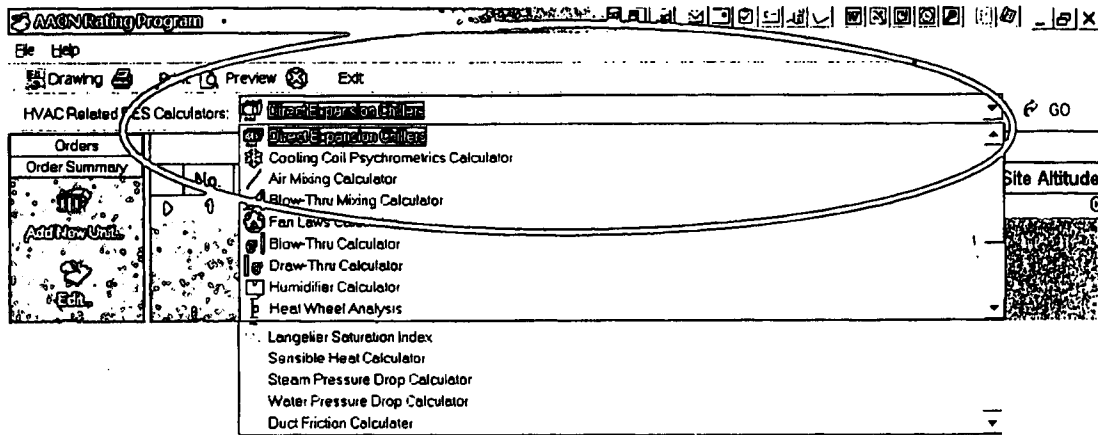 AAON Rating Program
File Help
Drawing Print Preview Exit
HVAC Related Calculators: Direct Expansion Chillers GO
Direct Expansion Chillers
Cooling Coil Psychrometrics Calculator
Air Mixing Calculator
Blow-Thru Mixing Calculator
Fan Laws
Blow-Thru Calculator
Draw-Thru Calculator
Humidifier Calculator
Heat Wheel Analysis
Langelier Saturation Index
Sensible Heat Calculator
Steam Pressure Drop Calculator
Water Pressure Drop Calculator
Duct Friction Calculater
Orders
Order Summary
Add New Unit...
Edit...
No.
1
Site Altitude